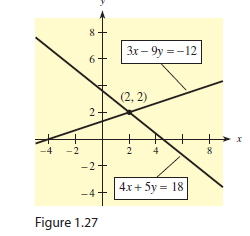 y
8
3x – 9y = –12
6
(2, 2)
2
x
–4 –2 2 4 8
–2
4x + 5y = 18
–4
Figure 1.27